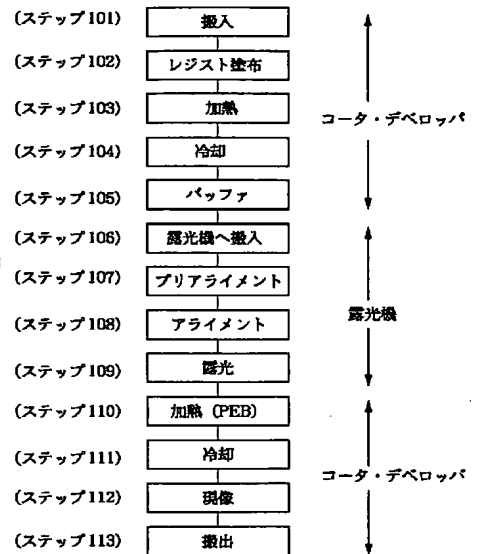 (ステップ101) 搬入
(ステップ102) レジスト塗布
(ステップ103) 加熱
コータ・デベロッパ
(ステップ104) 冷却
(ステップ105) バッファ
(ステップ106) 露光機へ搬入
(ステップ107) プリアライメント
(ステップ108) アライメント
露光機
(ステップ109) 露光
(ステップ110) 加熱 (PEB)
(ステップ111) 冷却
コータ・デベロッパ
(ステップ112) 現像
(ステップ113) 搬出